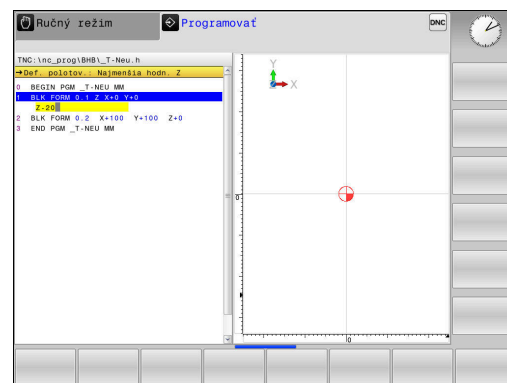 Ručný režim
Programovať
DNC
TNC:\nc_prog\BHB\_T-Neu.h
→Def. polotov.: Najmenšia hodn. Z
0 BEGIN PGM _T-NEU MM
1 BLK FORM 0.1 Z X+0 Y+0
Z-20
2 BLK FORM 0.2 X+100 Y+100 Z+0
3 END PGM _T-NEU MM
Y
X
0
0